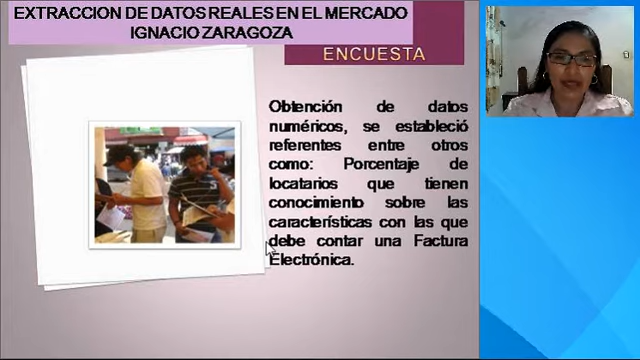 EXTRACCION DE DATOS REALES EN EL MERCADO
IGNACIO ZARAGOZA
ENCUESTA
Obtención de datos
numéricos, se estableció
referentes entre otros
como: Porcentaje de
locatarios que tienen
conocimiento sobre las
características con las que
debe contar una Factura
Electrónica.